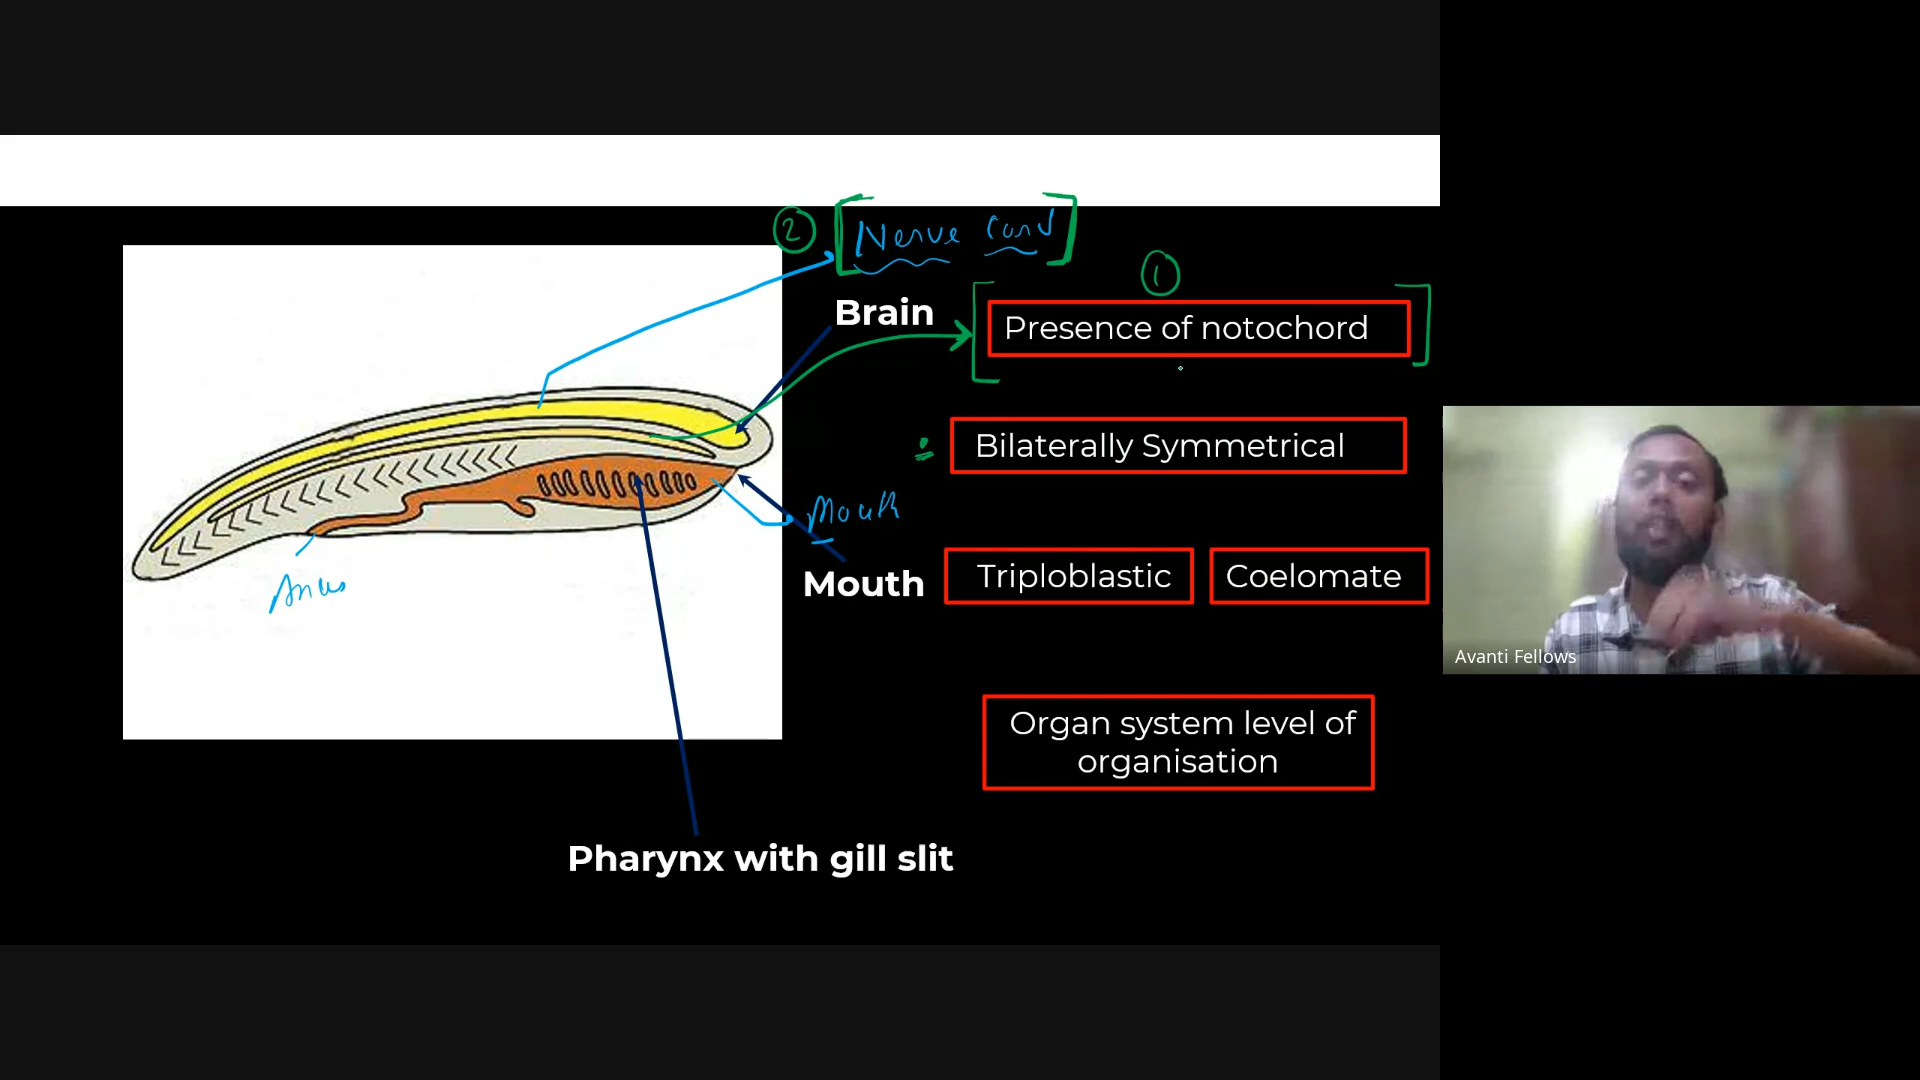 ② [Nerve Cord]
①
Brain
Presence of notochord
Bilaterally Symmetrical
Mouth
Mouth
Triploblastic
Coelomate
Anus
Avanti Fellows
Organ system level of
organisation
Pharynx with gill slit